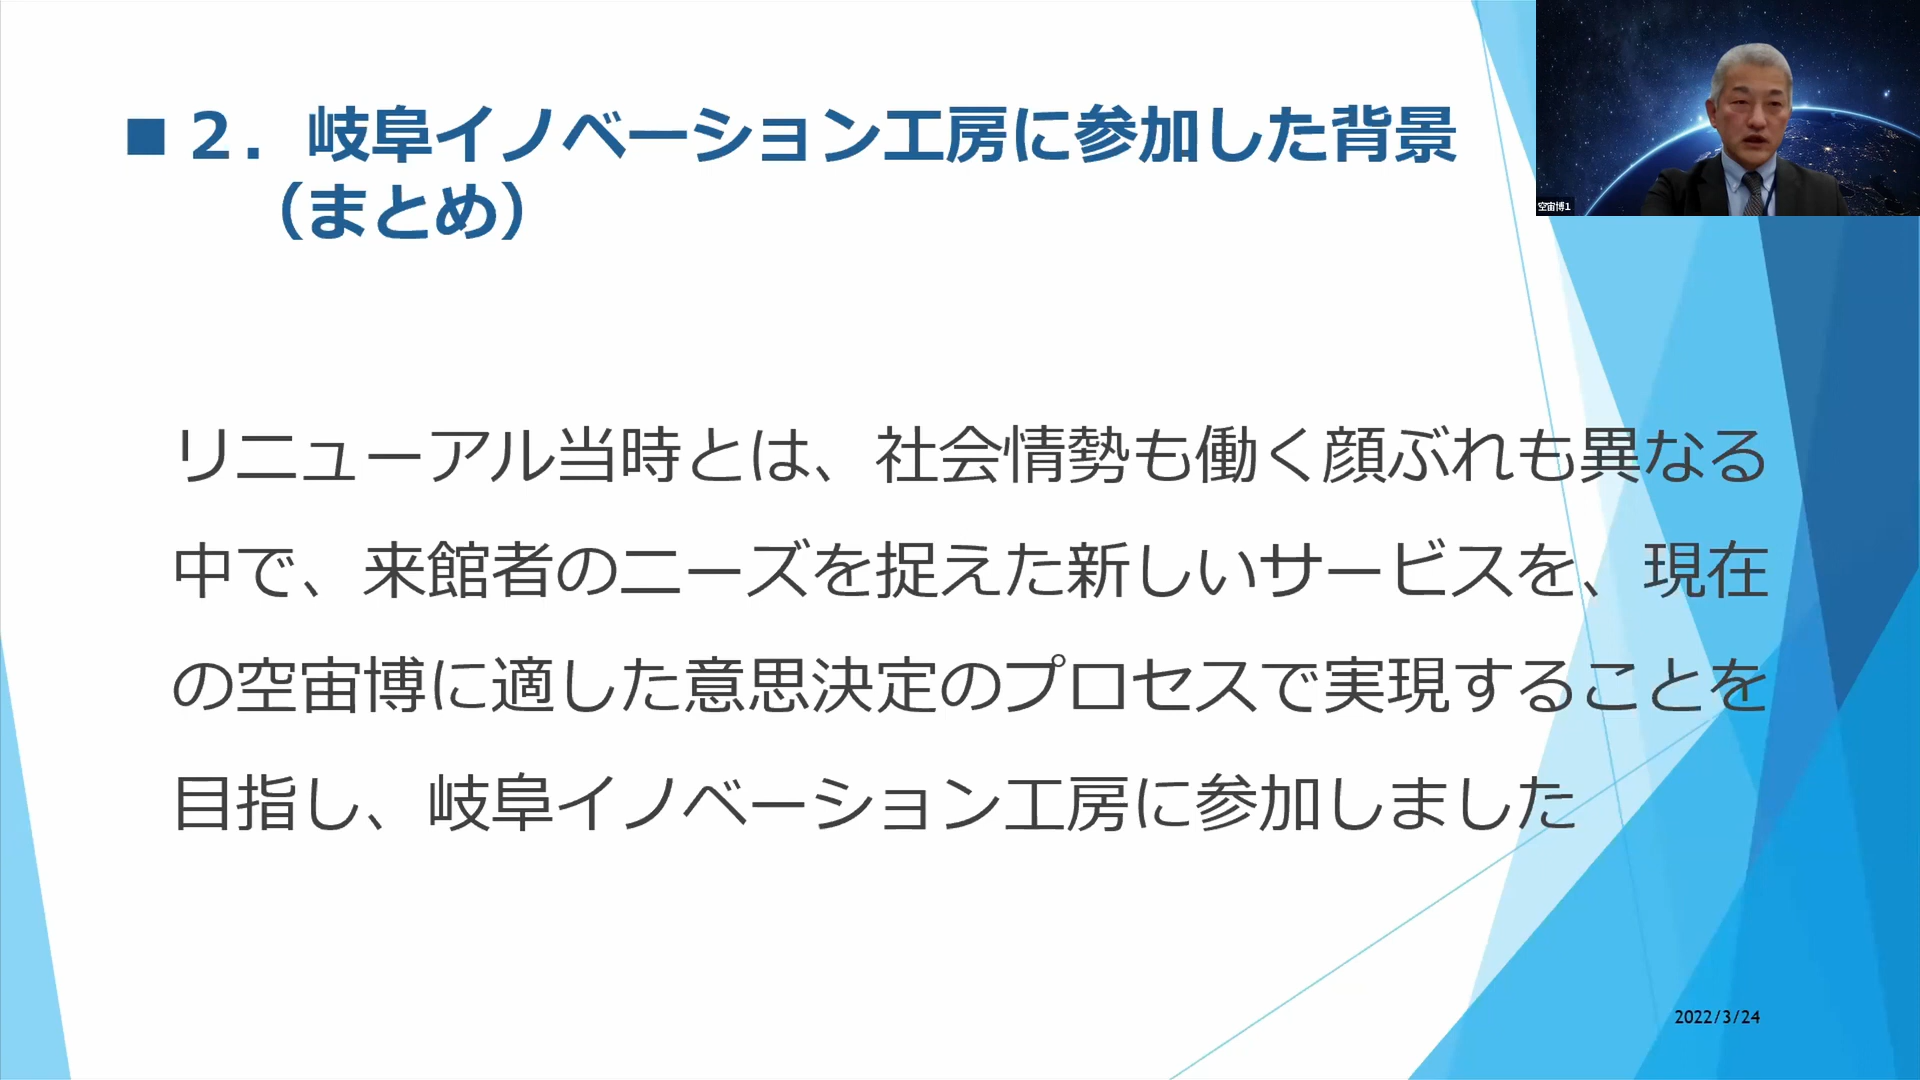 ■ ２．岐阜イノベーション工房に参加した背景
（まとめ）
空宙博1
リニューアル当時とは、社会情勢も働く顔ぶれも異なる
中で、来館者のニーズを捉えた新しいサービスを、現在
の空宙博に適した意思決定のプロセスで実現することを
目指し、岐阜イノベーション工房に参加しました
2022/3/24